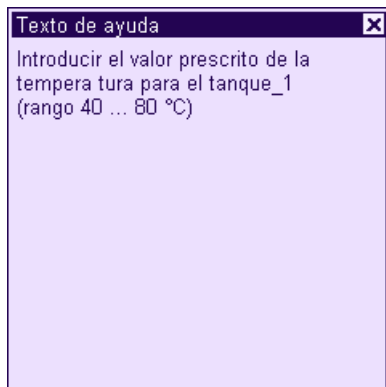 Texto de ayuda
Introducir el valor prescrito de la
tempera tura para el tanque_1
(rango 40 ... 80 °C)